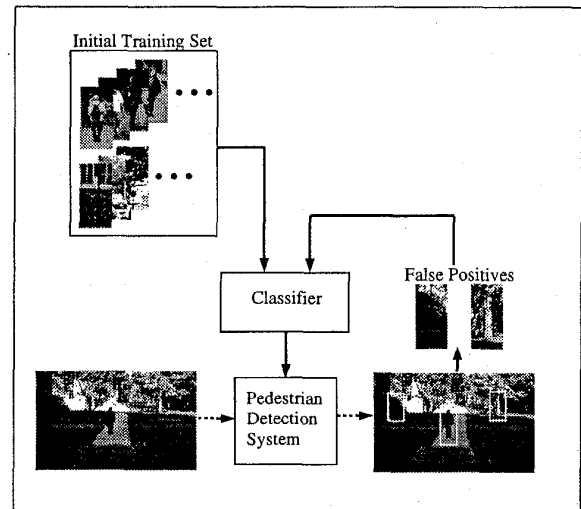 Initial Training Set
False Positives
Classifier
Pedestrian
Detection
System